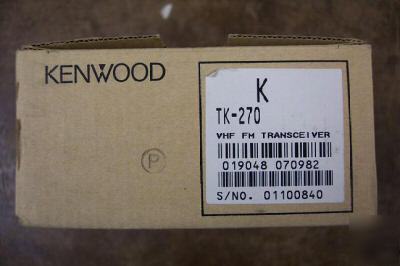 KENWOOD
K
TK-270
VHF FM TRANSCEIVER
019048 070982
S/NO. 01100840
P